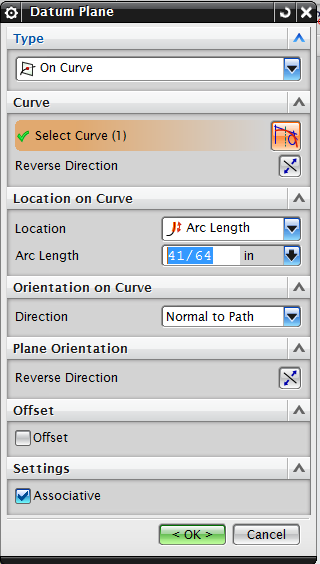 Datum Plane
Type
On Curve
Curve
Select Curve (1)
Reverse Direction
Location on Curve
Location Arc Length
Arc Length 41/64 in
Orientation on Curve
Direction Normal to Path
Plane Orientation
Reverse Direction
Offset
Offset
Settings
Associative
< OK > Cancel